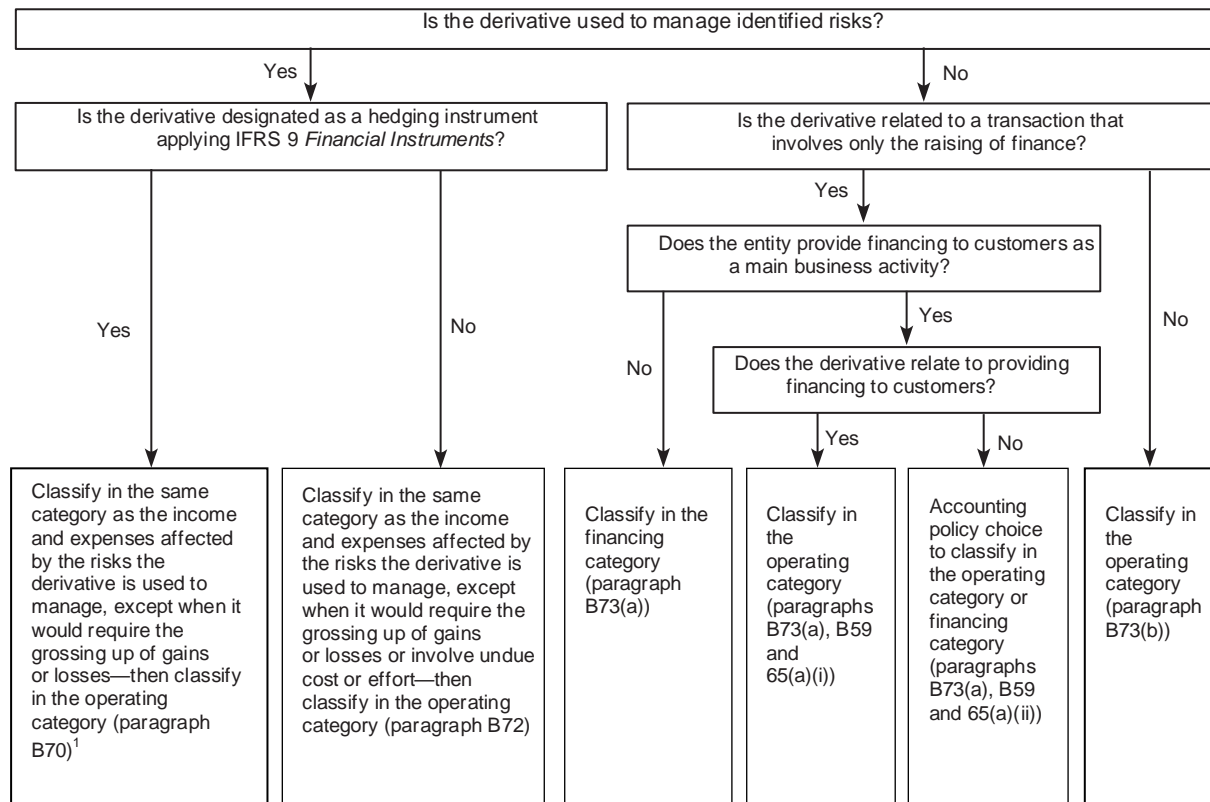 Is the derivative used to manage identified risks?
Yes
No
Is the derivative designated as a hedging instrument
applying IFRS 9 Financial Instruments?
Is the derivative related to a transaction that
involves only the raising of finance?
Yes
No
Yes
No
Does the entity provide financing to customers as
a main business activity?
No
Yes
Does the derivative relate to providing
financing to customers?
Yes
No
Classify in the same
category as the income
and expenses affected
by the risks the
derivative is used to
manage, except when it
would require the
grossing up of gains
or losses—then classify
in the operating
category (paragraph
B70)1
Classify in the same
category as the income
and expenses affected by
the risks the derivative is
used to manage, except
when it would require the
grossing up of gains
or losses or involve undue
cost or effort—then
classify in the operating
category (paragraph B72)
Classify in the
financing
category
(paragraph
B73(a))
Classify in
the
operating
category
(paragraphs
B73(a), B59
and
65(a)(i))
Accounting
policy choice
to classify in
the operating
category or
financing
category
(paragraphs
B73(a), B59
and 65(a)(ii))
Classify in
the
operating
category
(paragraph
B73(b))